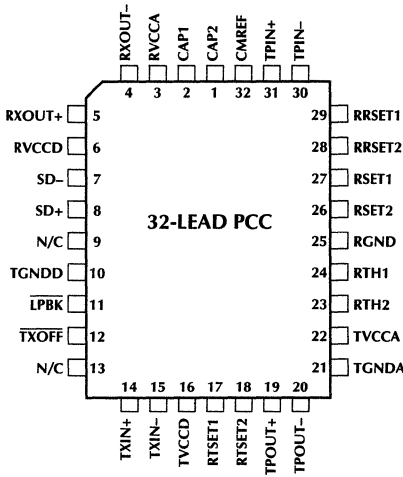 RXOUT–
RVCCA
CAP1
CAP2
CMREF
TPIN+
TPIN–
4 3 2 1 32 31 30
RXOUT+ 5
RVCCD 6
SD– 7
SD+ 8
N/C 9
TGNDD 10
LPBK 11
TXOFF 12
N/C 13
32-LEAD PCC
29 RRSET1
28 RRSET2
27 RSET1
26 RSET2
25 RGND
24 RTH1
23 RTH2
22 TVCCA
21 TGNDA
14 15 16 17 18 19 20
TXIN+
TXIN–
TVCCD
RTSET1
RTSET2
TPOUT+
TPOUT–